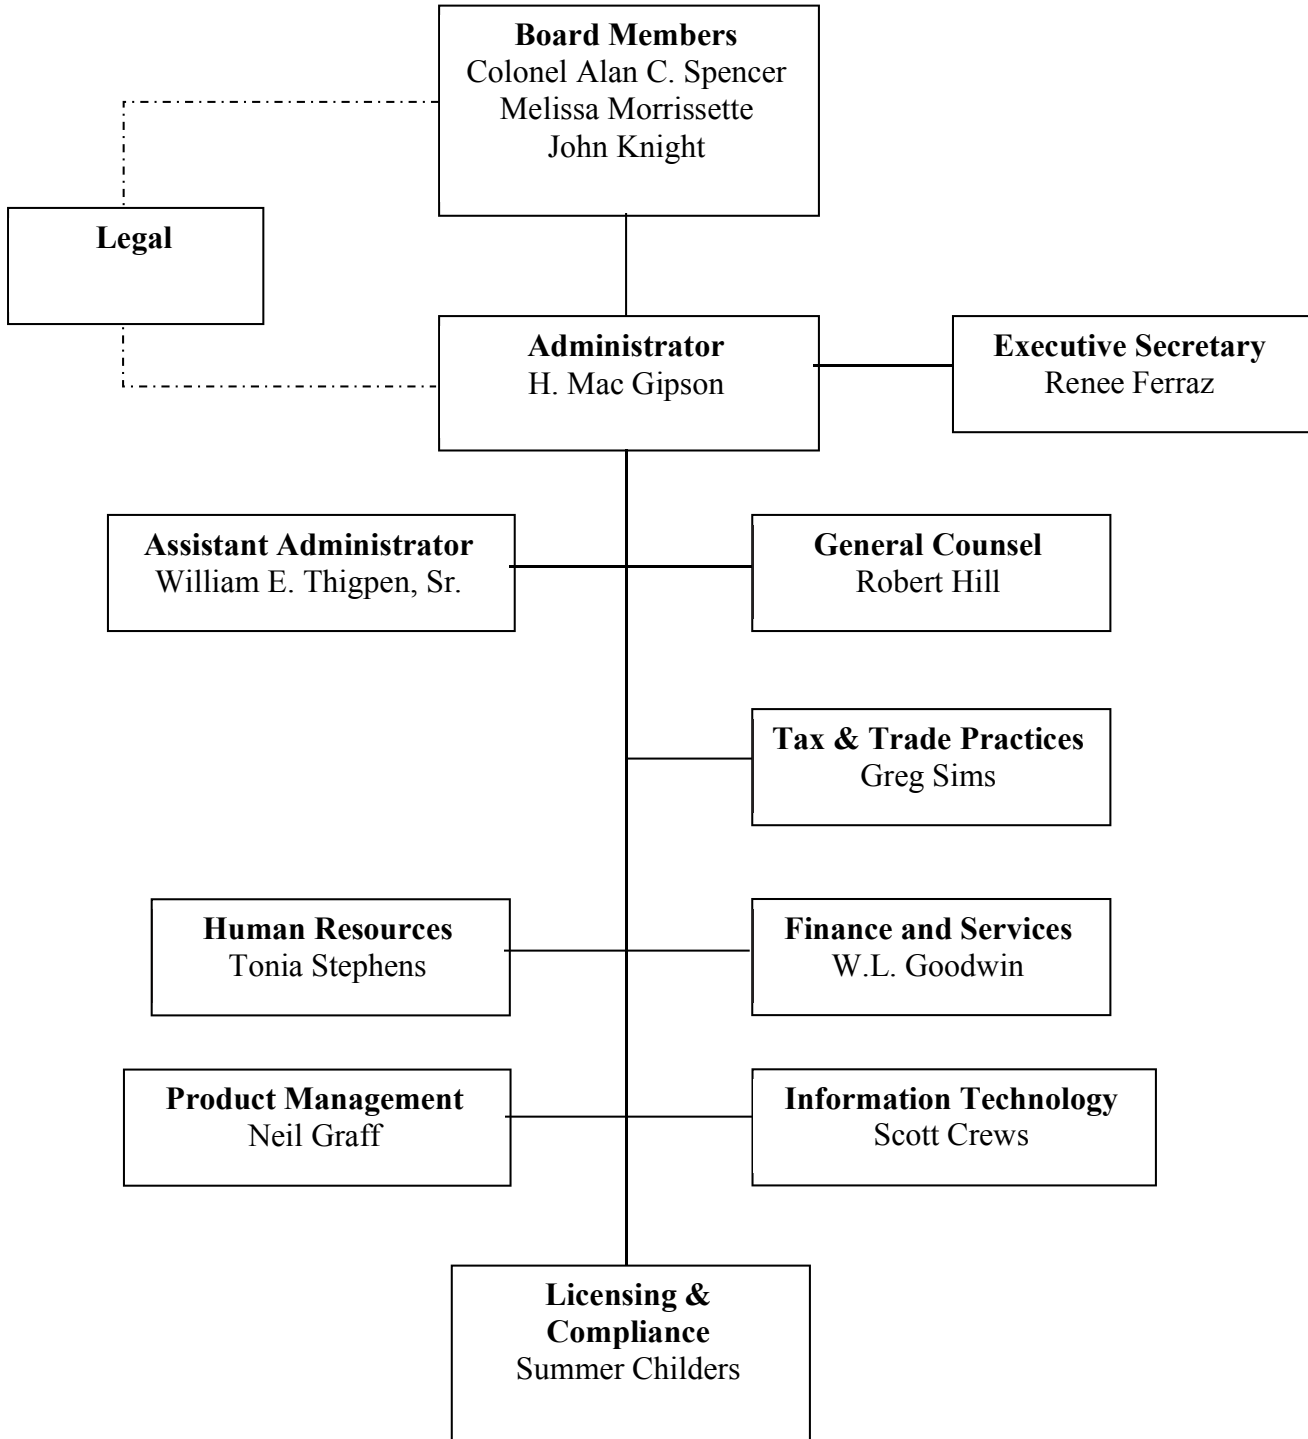 Board Members
Colonel Alan C. Spencer
Melissa Morrissette
John Knight
Legal
Administrator
H. Mac Gipson
Executive Secretary
Renee Ferraz
Assistant Administrator
William E. Thigpen, Sr.
General Counsel
Robert Hill
Tax & Trade Practices
Greg Sims
Human Resources
Tonia Stephens
Finance and Services
W.L. Goodwin
Product Management
Neil Graff
Information Technology
Scott Crews
Licensing &
Compliance
Summer Childers